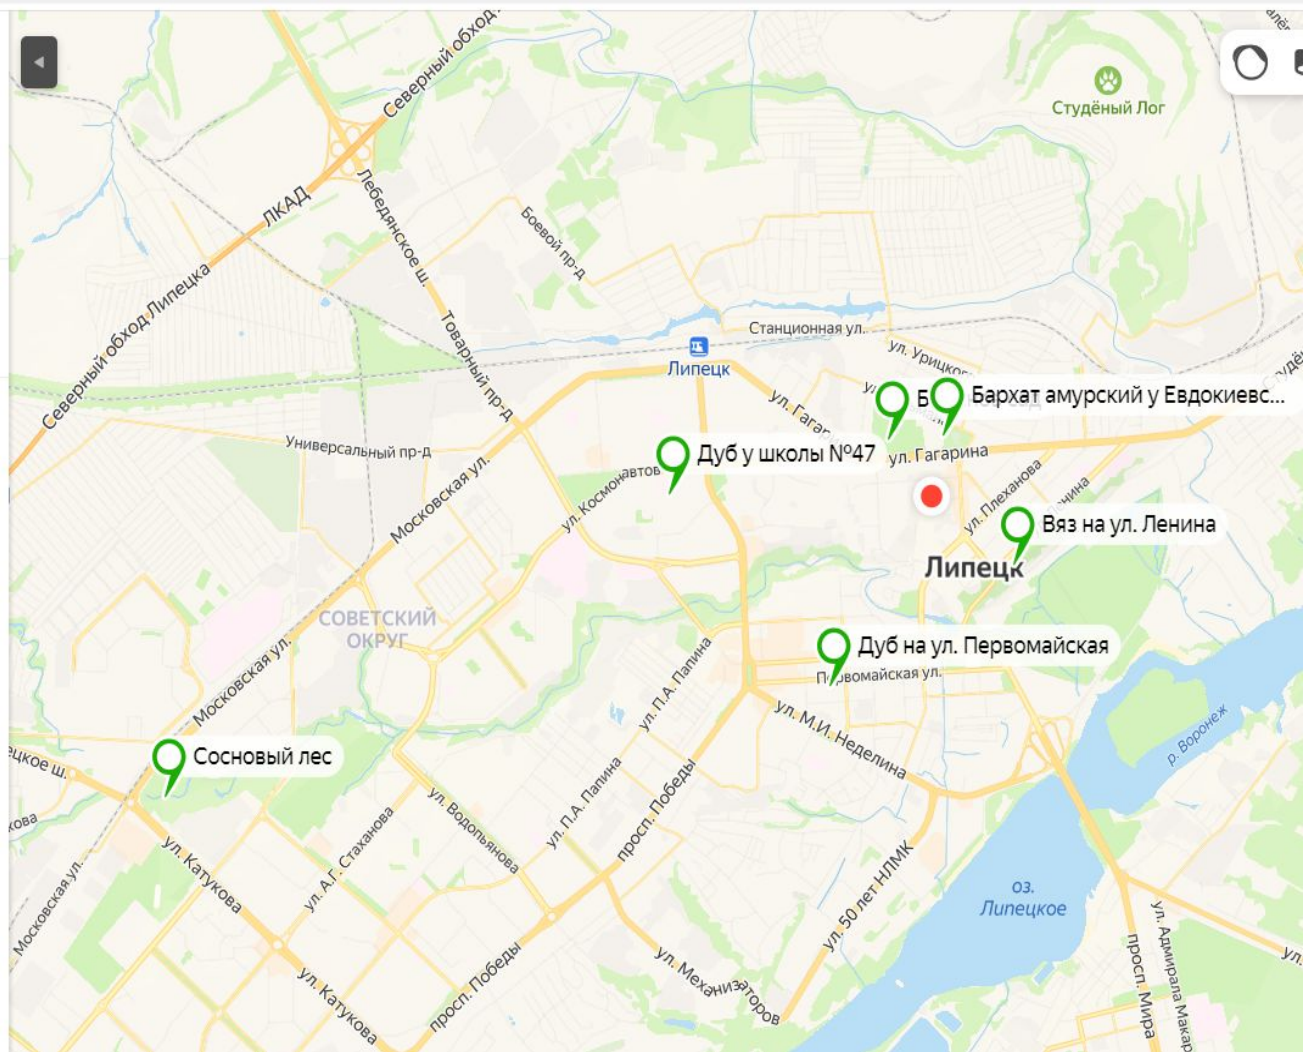 Северный обход
Студёный Лог
ЛКАД
Лебедянское ш.
Боевой пр-д
Северный обход Липецка
Товарный пр-д
Станционная ул.
Липецк
ул. Урицкого
ул. Гагарина
Бархат амурский у Евдокиевс...
Универсальный пр-д
Дуб у школы №47
ул. Гагарина
Московская ул.
ул. Космонавтов
ул. Плеханова
Вяз на ул. Ленина
Липецк
СОВЕТСКИЙ
ОКРУГ
Дуб на ул. Первомайская
Первомайская ул.
Московская ул.
ул. П.А. Папина
ул. М.И. Неделина
р. Воронеж
Сосновый лес
ул. Водопьянова
ул. П.А. Папина
просп. Победы
ул. А.Г. Стаханова
ул. Катукова
Московская ул.
оз.
Липецкое
ул. 50 лет НЛМК
просп. Победы
ул. Механизаторов
ул. Катукова
просп. Мира
ул. Адмирала Макар
ул.